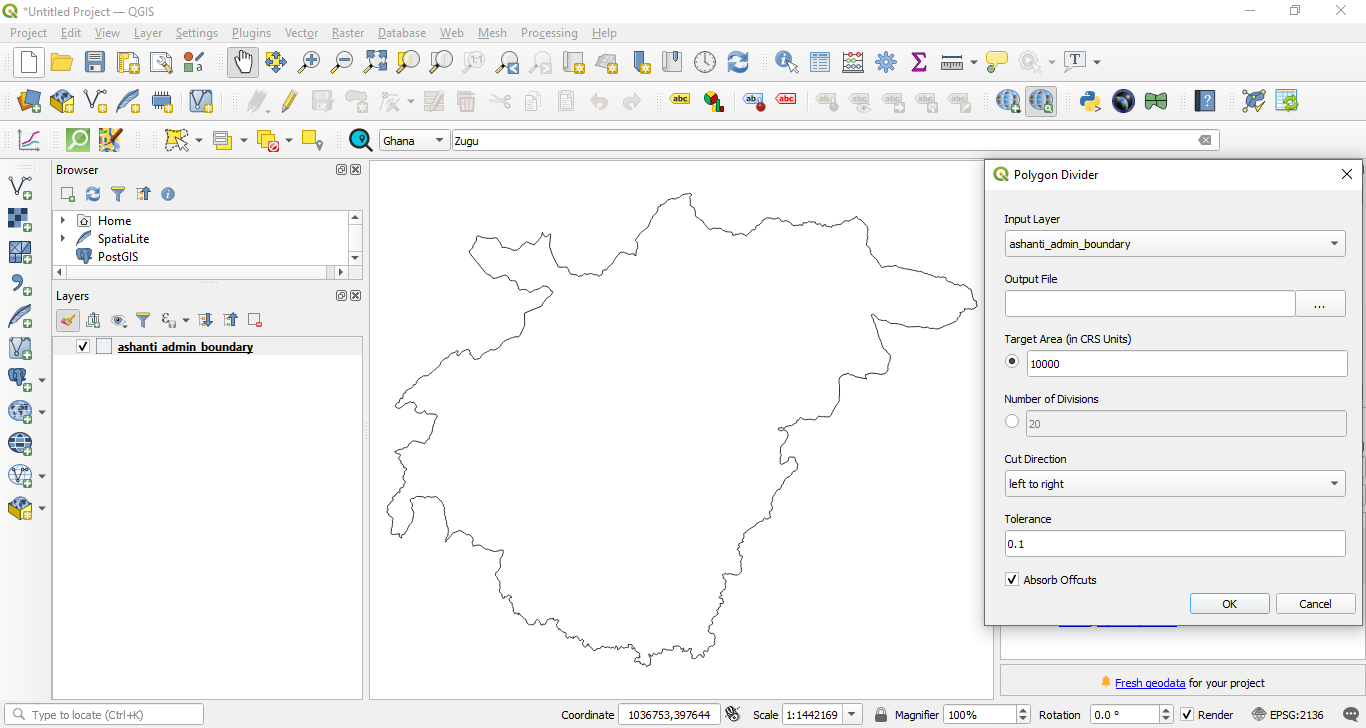 *Untitled Project — QGIS
Project Edit View Layer Settings Plugins Vector Raster Database Web Mesh Processing Help
abc abc abc
Ghana Zugu
Browser
Home
SpatiaLite
PostGIS
Layers
ashanti_admin_boundary
Polygon Divider
Input Layer
ashanti_admin_boundary
Output File
...
Target Area (in CRS Units)
10000
Number of Divisions
20
Cut Direction
left to right
Tolerance
0.1
Absorb Offcuts
OK Cancel
Fresh geodata for your project
Type to locate (Ctrl+K) Coordinate 1036753,397644 Scale 1:1442169 Magnifier 100% Rotation 0.0 ° Render EPSG:2136